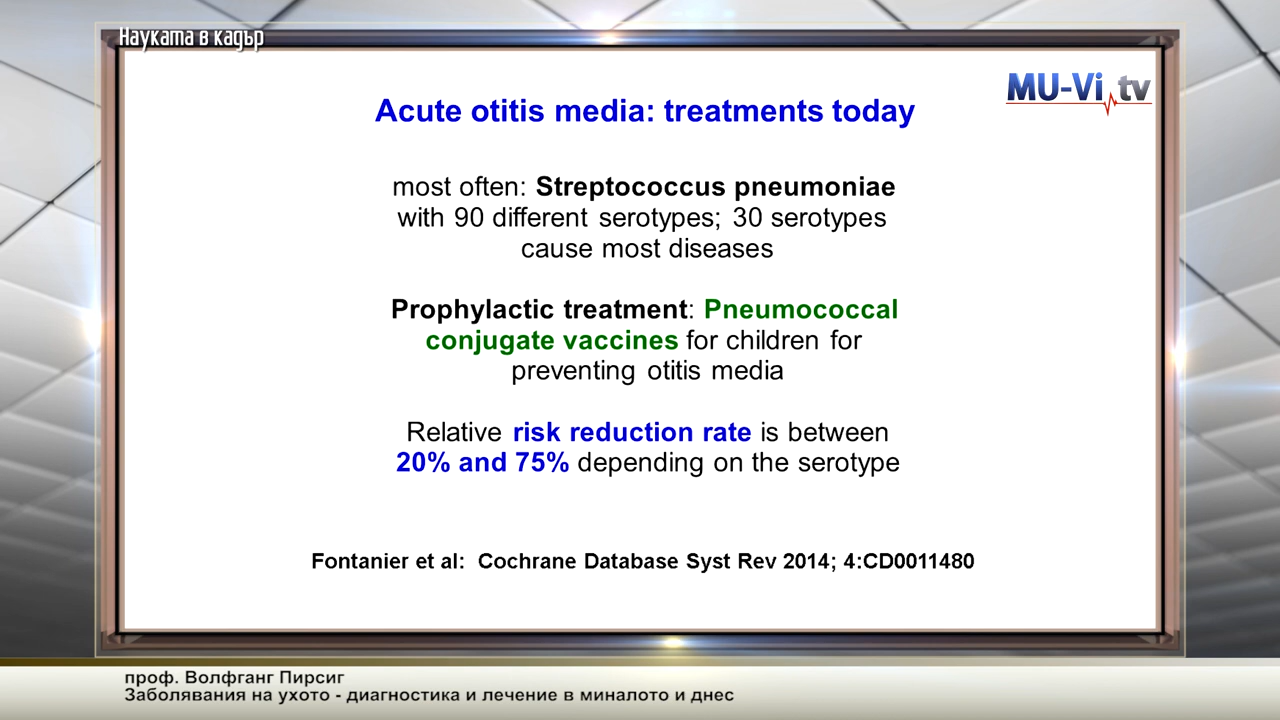 Науката в кадър
MU-Vi.tv
Acute otitis media: treatments today
most often: Streptococcus pneumoniae
with 90 different serotypes; 30 serotypes
cause most diseases
Prophylactic treatment: Pneumococcal
conjugate vaccines for children for
preventing otitis media
Relative risk reduction rate is between
20% and 75% depending on the serotype
Fontanier et al: Cochrane Database Syst Rev 2014; 4:CD0011480
проф. Волфганг Пирсиг
Заболявания на ухото - диагностика и лечение в миналото и днес